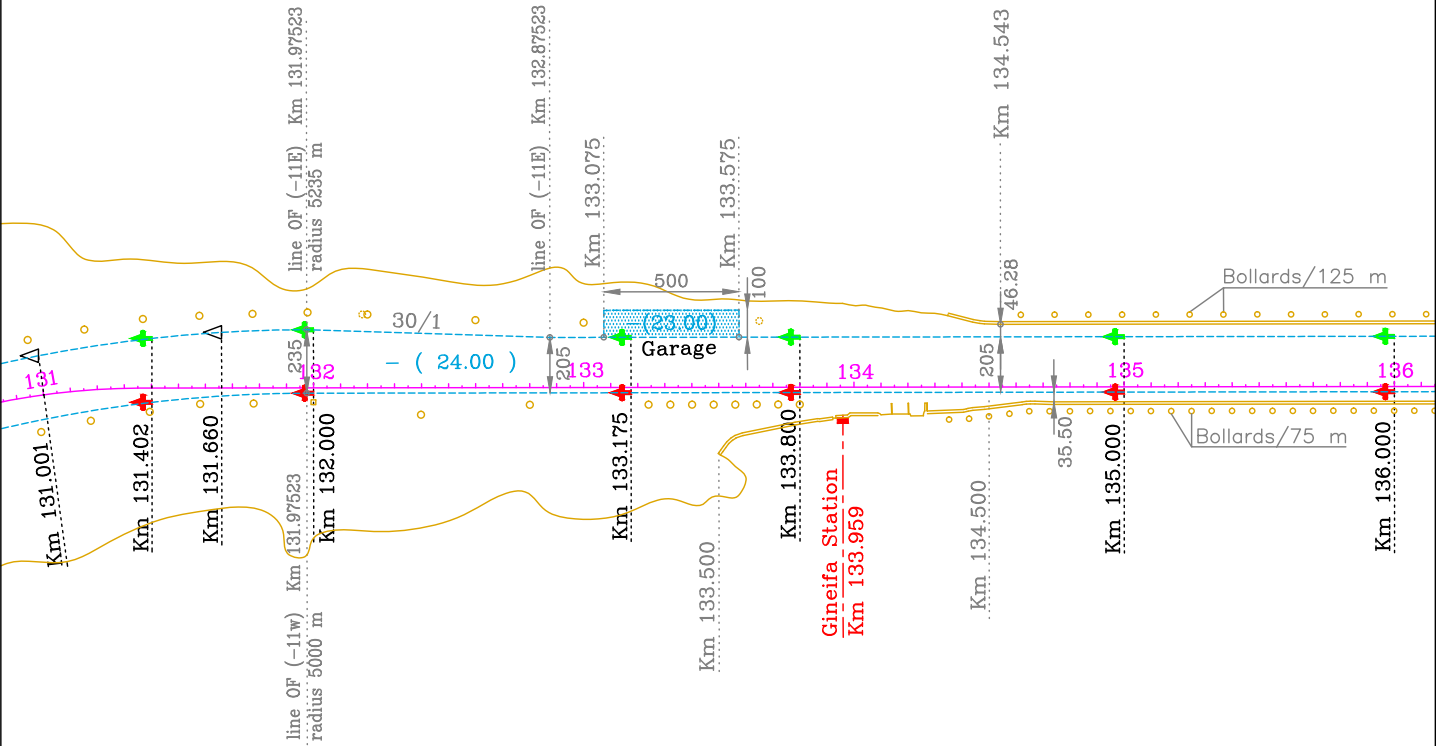 line OF (-11E)  Km 131.97523
radius 5235 m
line OF (-11E)  Km 132.87523
Km 133.075
Km 133.575
Km 134.543
500
100
46.28
Bollards/125 m
30/1
(23.00)
Garage
235
- ( 24.00 )
205
205
131
132
133
134
135
136
35.50
Bollards/75 m
Km 131.001
Km 131.402
Km 131.660
Km 132.000
Km 133.175
Km 133.800
Km 135.000
Km 136.000
line OF (-11w)  Km 131.97523
radius 5000 m
Km 133.500
Gineifa Station
Km 133.959
Km 134.500